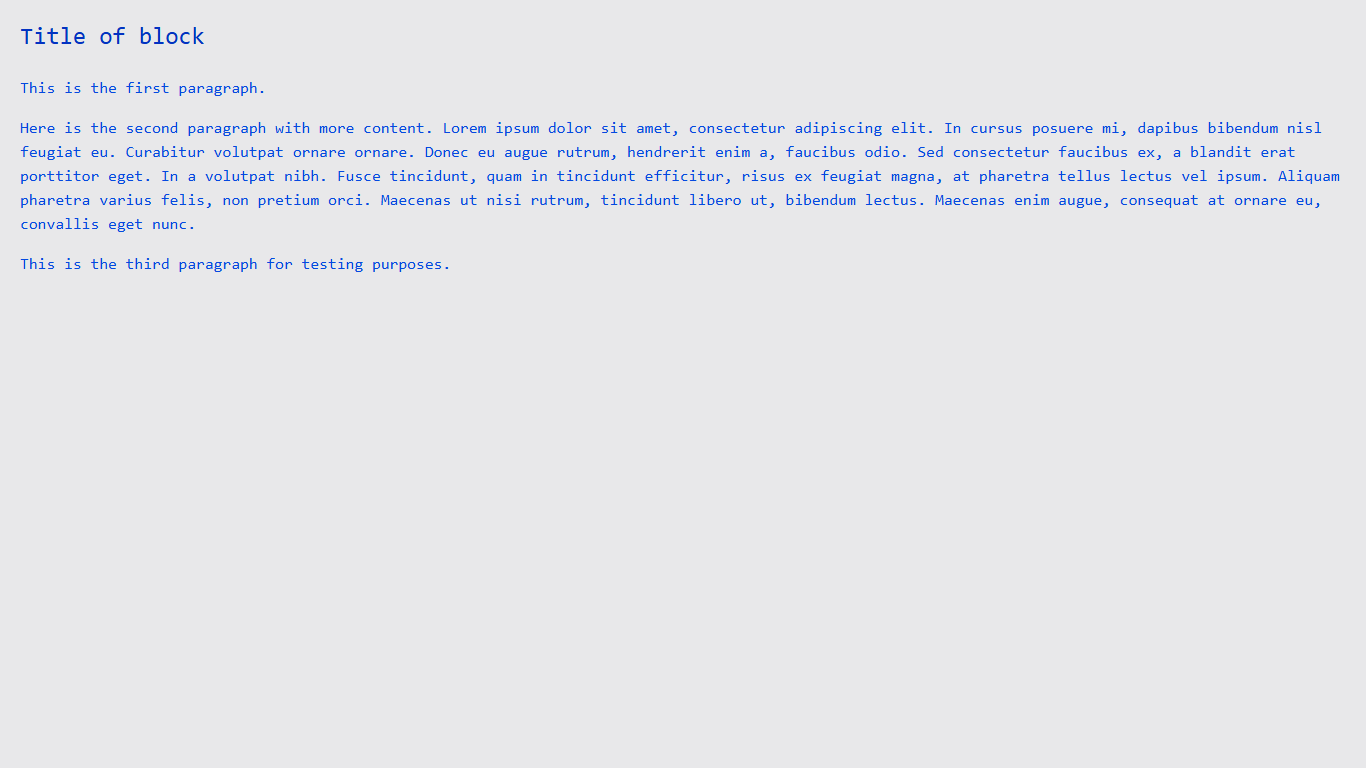 Title of block
This is the first paragraph.
Here is the second paragraph with more content. Lorem ipsum dolor sit amet, consectetur adipiscing elit. In cursus posuere mi, dapibus bibendum nisl
feugiat eu. Curabitur volutpat ornare ornare. Donec eu augue rutrum, hendrerit enim a, faucibus odio. Sed consectetur faucibus ex, a blandit erat
porttitor eget. In a volutpat nibh. Fusce tincidunt, quam in tincidunt efficitur, risus ex feugiat magna, at pharetra tellus lectus vel ipsum. Aliquam
pharetra varius felis, non pretium orci. Maecenas ut nisi rutrum, tincidunt libero ut, bibendum lectus. Maecenas enim augue, consequat at ornare eu,
convallis eget nunc.
This is the third paragraph for testing purposes.